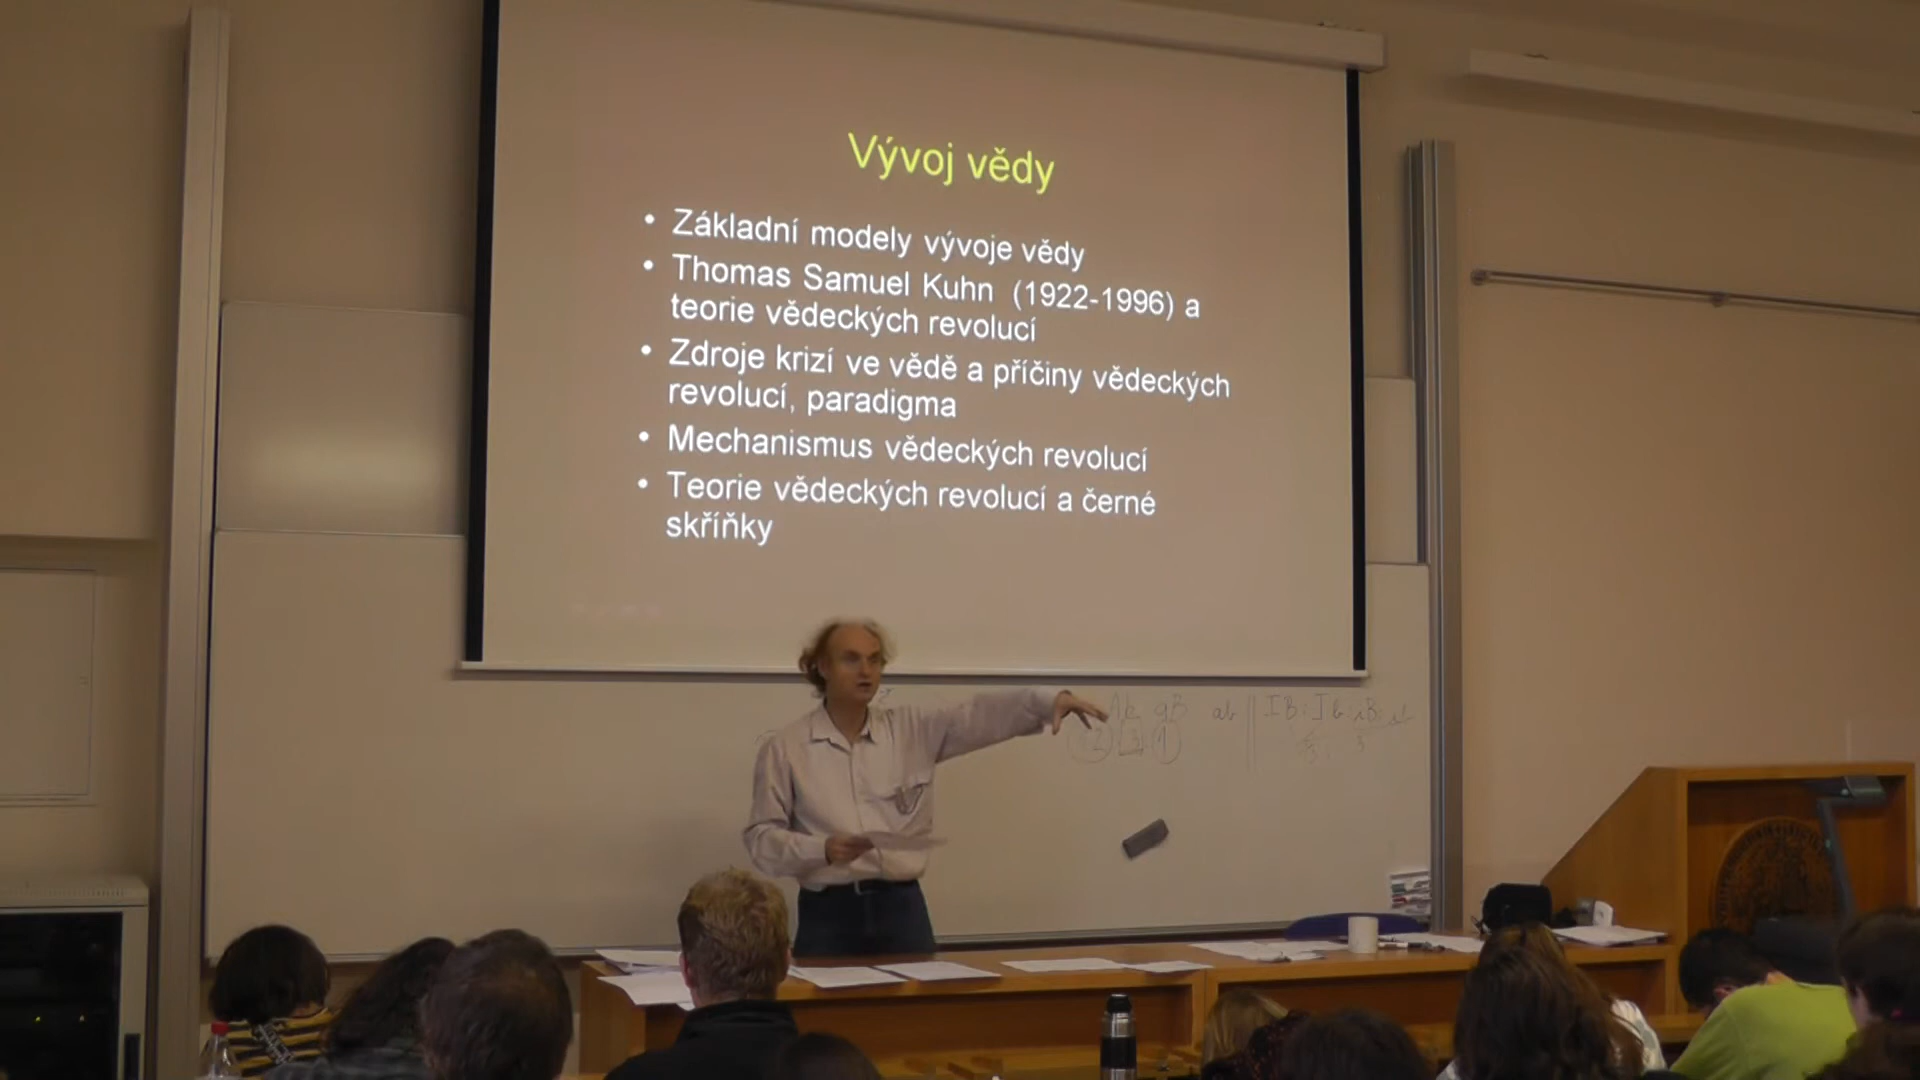 Vývoj vědy
• Základní modely vývoje vědy
• Thomas Samuel Kuhn (1922-1996) a
teorie vědeckých revolucí
• Zdroje krizí ve vědě a příčiny vědeckých
revolucí, paradigma
• Mechanismus vědeckých revolucí
• Teorie vědeckých revolucí a černé
skříňky
ab